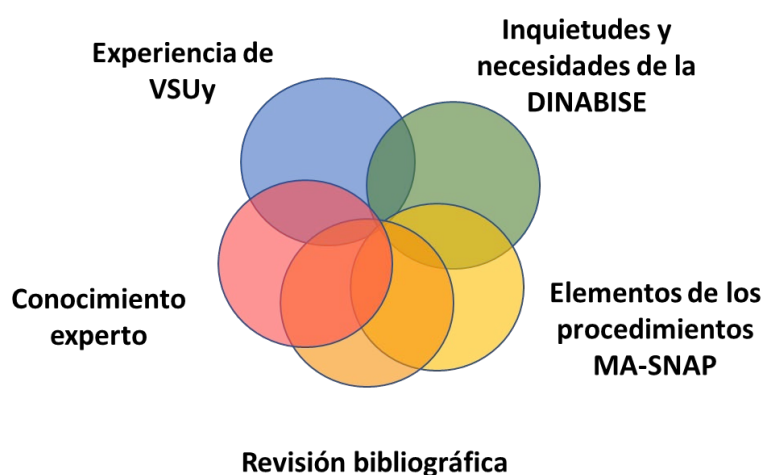 Experiencia de
VSUy
Inquietudes y
necesidades de la
DINABISE
Conocimiento
experto
Elementos de los
procedimientos
MA-SNAP
Revisión bibliográfica